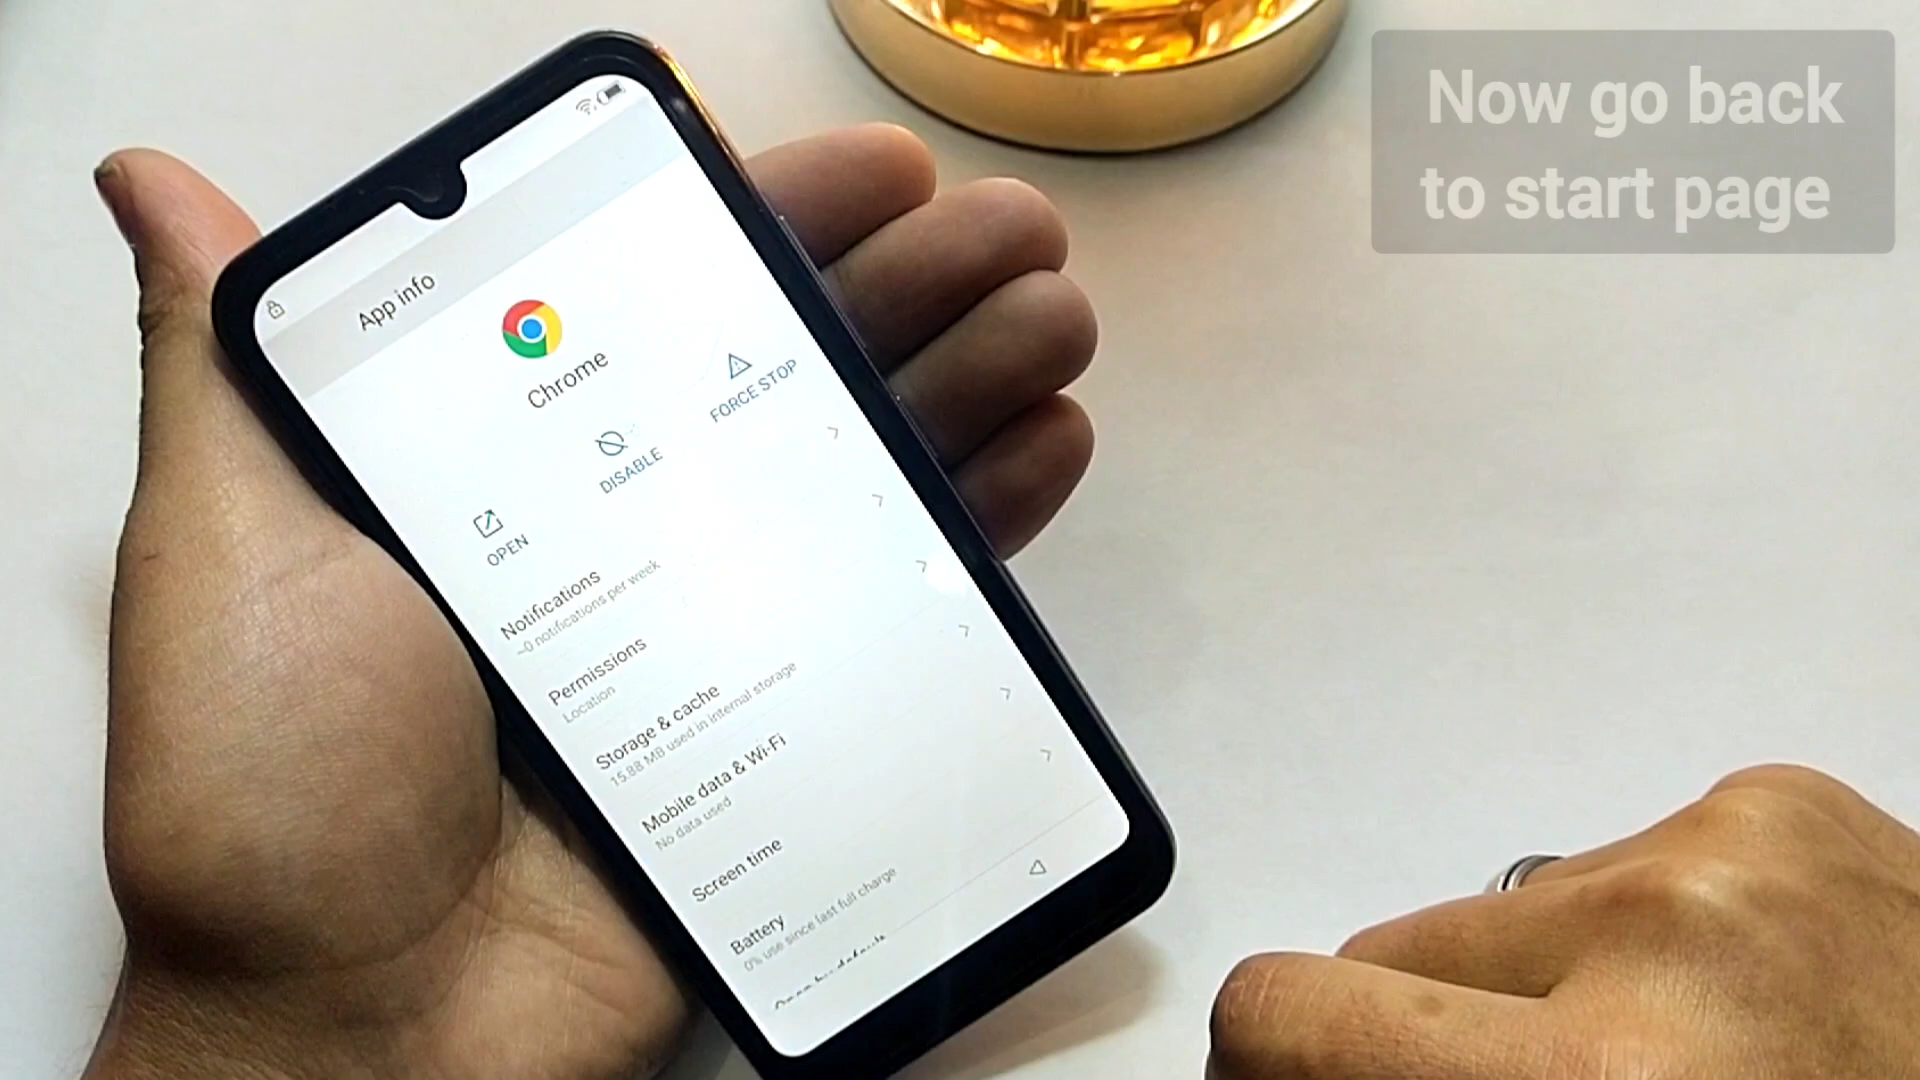 Now go back
to start page
App info
Chrome
OPEN
DISABLE
FORCE STOP
Notifications
~0 notifications per week
Permissions
Location
Storage & cache
15.88 MB used in internal storage
Mobile data & Wi-Fi
No data used
Screen time
Battery
0% use since last full charge